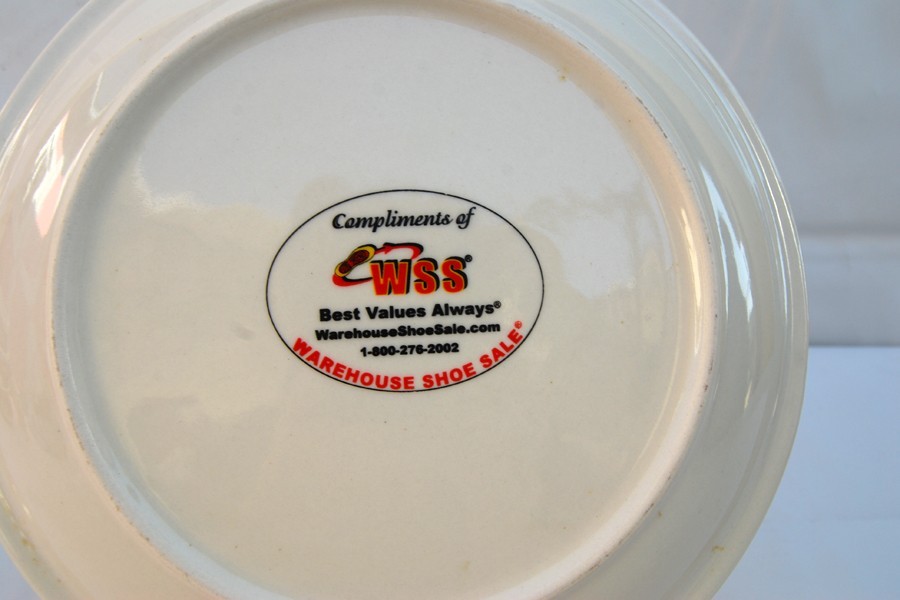 Compliments of
WSS®
Best Values Always®
WarehouseShoeSale.com
1-800-276-2002
WAREHOUSE SHOE SALE®